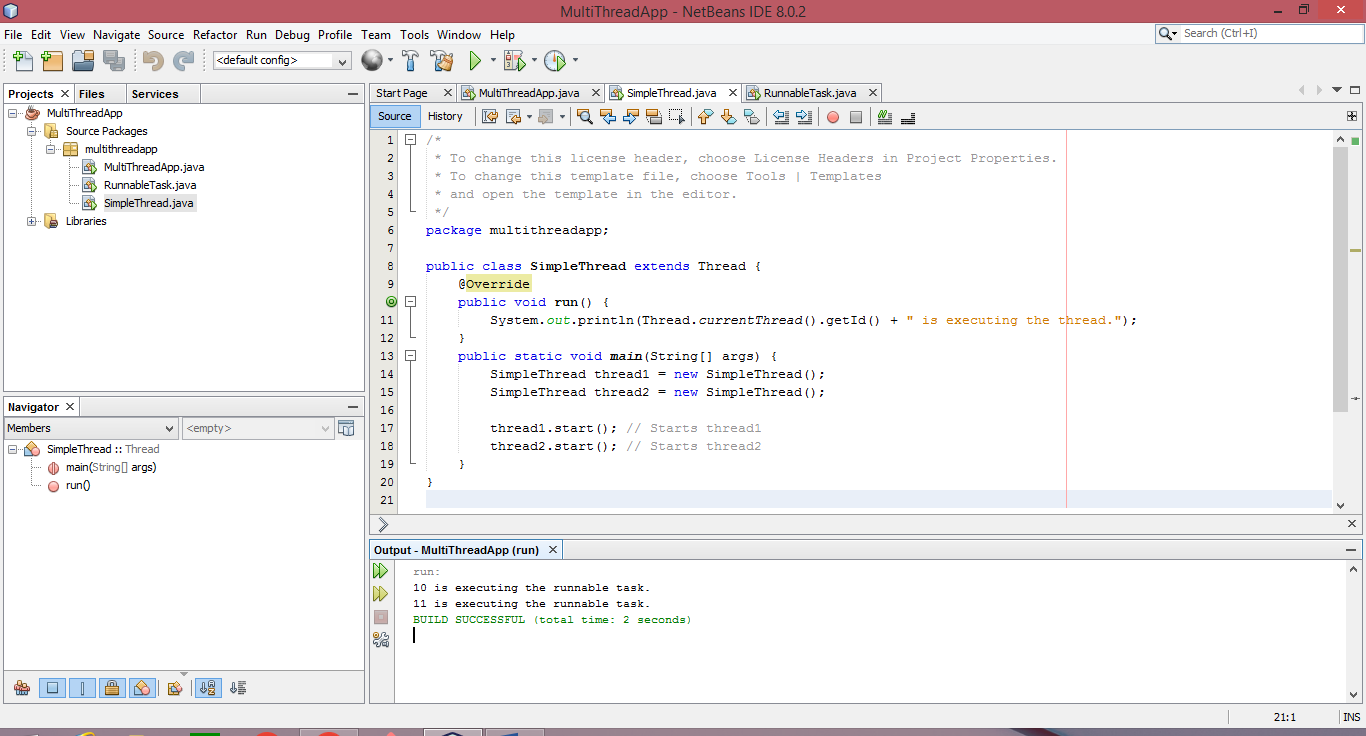 MultiThreadApp - NetBeans IDE 8.0.2
File Edit View Navigate Source Refactor Run Debug Profile Team Tools Window Help
Search (Ctrl+I)
<default config>
Projects Files Services
MultiThreadApp
Source Packages
multithreadapp
MultiThreadApp.java
RunnableTask.java
SimpleThread.java
Libraries
Navigator
Members <empty>
SimpleThread :: Thread
main(String[] args)
run()
Start Page MultiThreadApp.java SimpleThread.java RunnableTask.java
Source History
1 /*
2 * To change this license header, choose License Headers in Project Properties.
3 * To change this template file, choose Tools | Templates
4 * and open the template in the editor.
5 */
6 package multithreadapp;
7
8 public class SimpleThread extends Thread {
9 @Override
public void run() {
11 System.out.println(Thread.currentThread().getId() + " is executing the thread.");
12 }
13 public static void main(String[] args) {
14 SimpleThread thread1 = new SimpleThread();
15 SimpleThread thread2 = new SimpleThread();
16
17 thread1.start(); // Starts thread1
18 thread2.start(); // Starts thread2
19 }
20 }
21
Output - MultiThreadApp (run)
run:
10 is executing the runnable task.
11 is executing the runnable task.
BUILD SUCCESSFUL (total time: 2 seconds)
21:1 INS